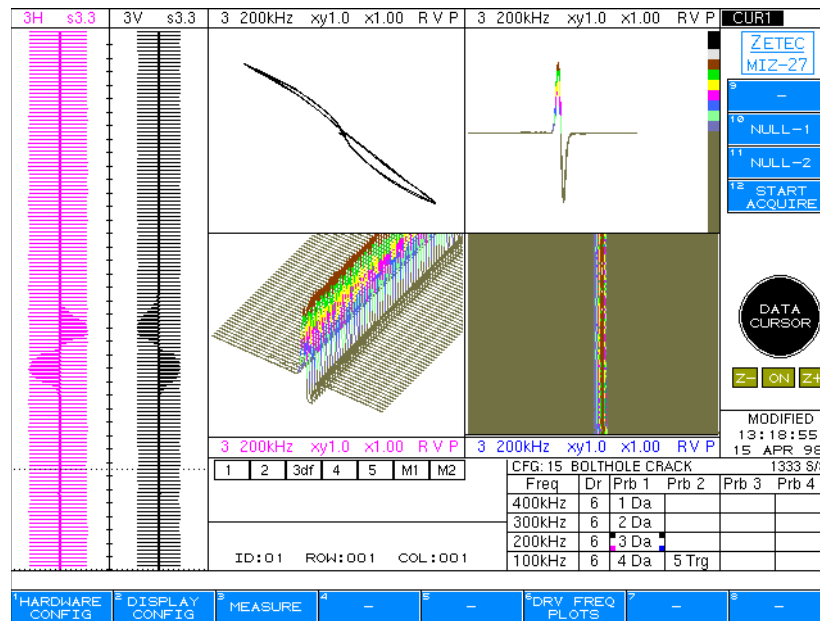 3H s3.3 3V s3.3 3 200kHz xy1.0 x1.00 R V P 3 200kHz xy1.0 x1.00 R V P CUR1
ZETEC
MIZ-27
9 -
10 NULL-1
11 NULL-2
12 START
ACQUIRE
DATA
CURSOR
Z- ON Z+
MODIFIED
13:18:55
15 APR 98
3 200kHz xy1.0 x1.00 R V P 3 200kHz xy1.0 x1.00 R V P
1 2 3df 4 5 M1 M2
CFG: 15 BOLTHOLE CRACK 1333 S/
Freq Dr Prb 1 Prb 2 Prb 3 Prb 4
400kHz 6 1 Da
300kHz 6 2 Da
200kHz 6 3 Da
100kHz 6 4 Da 5 Trg
ID:01 ROW:001 COL:001
1 HARDWARE
CONFIG
2 DISPLAY
CONFIG
3 MEASURE
4 -
5 -
6 DRV FREQ
PLOTS
7 -
8 -